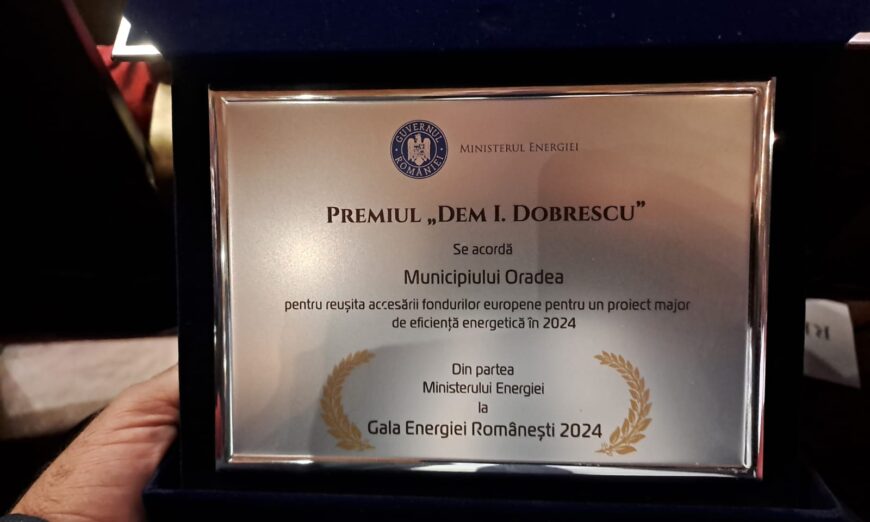 GUVERNUL ROMÂNIEI
MINISTERUL ENERGIEI
PREMIUL „DEM I. DOBRESCU”
Se acordă
Municipiului Oradea
pentru reușita accesării fondurilor europene pentru un proiect major
de eficiență energetică în 2024
Din partea
Ministerului Energiei
la
Gala Energiei Românești 2024